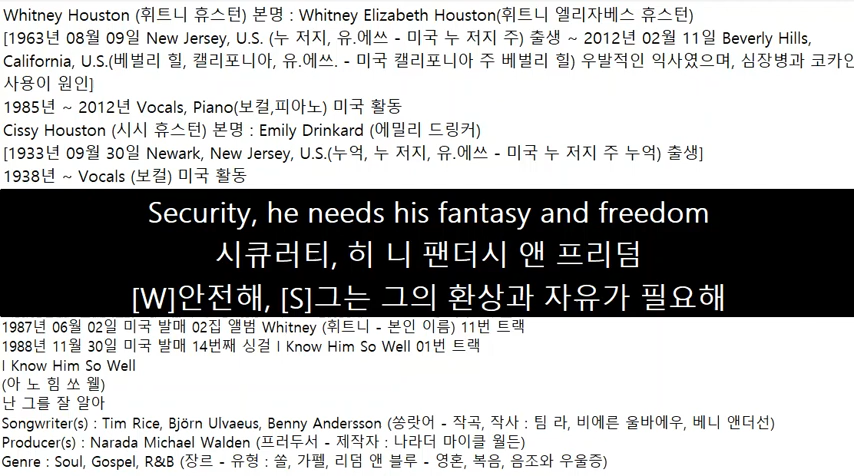 Whitney Houston (휘트니 휴스턴) 본명 : Whitney Elizabeth Houston(휘트니 엘리자베스 휴스턴)
[1963년 08월 09일 New Jersey, U.S. (누 저지, 유.에쓰 - 미국 누 저지 주) 출생 ~ 2012년 02월 11일 Beverly Hills,
California, U.S.(베벌리 힐, 캘리포니아, 유.에쓰. - 미국 캘리포니아 주 베벌리 힐) 우발적인 익사였으며, 심장병과 코카인
사용이 원인]
1985년 ~ 2012년 Vocals, Piano(보컬,피아노) 미국 활동
Cissy Houston (시시 휴스턴) 본명 : Emily Drinkard (에밀리 드링커)
[1933년 09월 30일 Newark, New Jersey, U.S.(누억, 누 저지, 유.에쓰 - 미국 누 저지 주 누억) 출생]
1938년 ~ Vocals (보컬) 미국 활동
Security, he needs his fantasy and freedom
시큐러티, 히 니 팬더시 앤 프리덤
[W]안전해, [S]그는 그의 환상과 자유가 필요해
1987년 06월 02일 미국 발매 02집 앨범 Whitney (휘트니 - 본인 이름) 11번 트랙
1988년 11월 30일 미국 발매 14번째 싱글 I Know Him So Well 01번 트랙
I Know Him So Well
(아 노 힘 쏘 웰)
난 그를 잘 알아
Songwriter(s) : Tim Rice, Björn Ulvaeus, Benny Andersson (쏭랏어 - 작곡, 작사 : 팀 라, 비에른 울바에우, 베니 앤더선)
Producer(s) : Narada Michael Walden (프러두서 - 제작자 : 나라더 마이클 월든)
Genre : Soul, Gospel, R&B (장르 - 유형 : 쏠, 가펠, 리덤 앤 블루 - 영혼, 복음, 음조와 우울증)